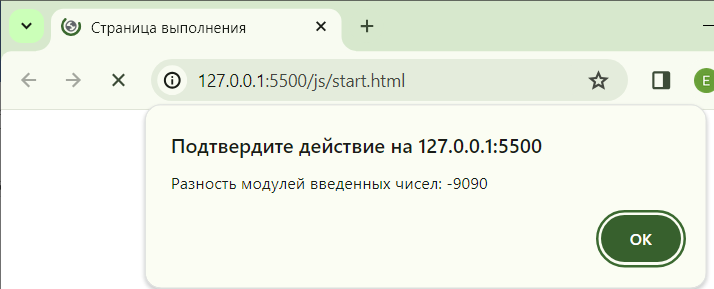 Страница выполнения
127.0.0.1:5500/js/start.html
E
Подтвердите действие на 127.0.0.1:5500
Разность модулей введенных чисел: -9090
ОК